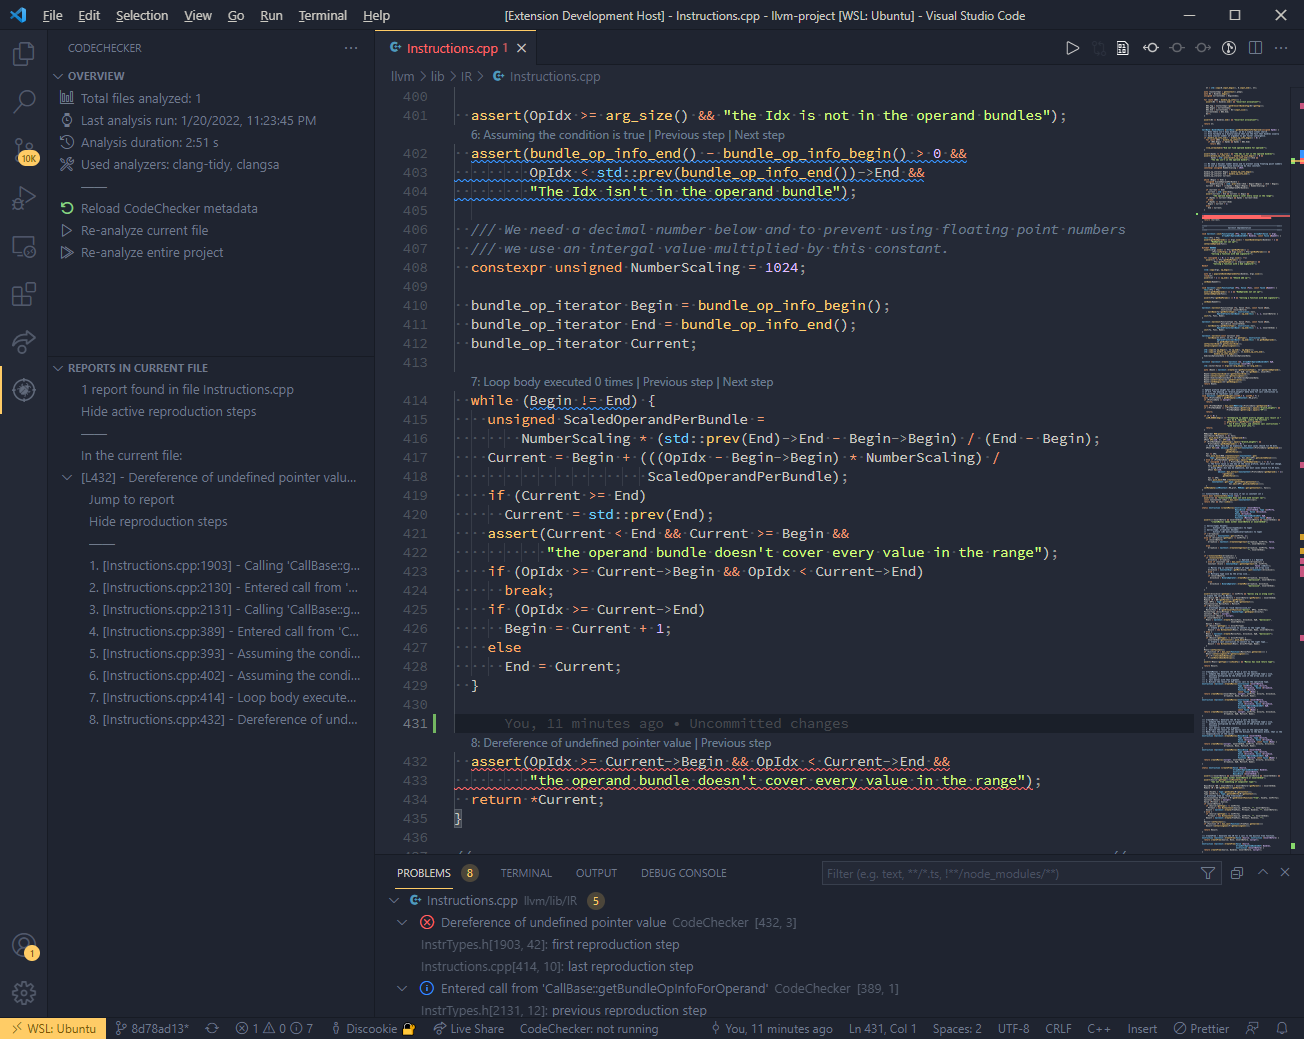 File Edit Selection View Go Run Terminal Help
[Extension Development Host] - Instructions.cpp - llvm-project [WSL: Ubuntu] - Visual Studio Code
CODECHECKER
OVERVIEW
Total files analyzed: 1
Last analysis run: 1/20/2022, 11:23:45 PM
Analysis duration: 2:51 s
Used analyzers: clang-tidy, clangsa
Reload CodeChecker metadata
Re-analyze current file
Re-analyze entire project
REPORTS IN CURRENT FILE
1 report found in file Instructions.cpp
Hide active reproduction steps
In the current file:
[L432] - Dereference of undefined pointer valu...
Jump to report
Hide reproduction steps
1. [Instructions.cpp:1903] - Calling 'CallBase::g...
2. [Instructions.cpp:2130] - Entered call from '...
3. [Instructions.cpp:2131] - Calling 'CallBase::g...
4. [Instructions.cpp:389] - Entered call from 'C...
5. [Instructions.cpp:393] - Assuming the condi...
6. [Instructions.cpp:402] - Assuming the condi...
7. [Instructions.cpp:414] - Loop body execute...
8. [Instructions.cpp:432] - Dereference of und...
10K
1
Instructions.cpp 1
llvm > lib > IR > Instructions.cpp
400
401 assert(OpIdx >= arg_size() && "the Idx is not in the operand bundles");
6: Assuming the condition is true | Previous step | Next step
402 assert(bundle_op_info_end() - bundle_op_info_begin() > 0 &&
403 OpIdx < std::prev(bundle_op_info_end())->End &&
404 "The Idx isn't in the operand bundle");
405
406 /// We need a decimal number below and to prevent using floating point numbers
407 /// we use an intergal value multiplied by this constant.
408 constexpr unsigned NumberScaling = 1024;
409
410 bundle_op_iterator Begin = bundle_op_info_begin();
411 bundle_op_iterator End = bundle_op_info_end();
412 bundle_op_iterator Current;
413
7: Loop body executed 0 times | Previous step | Next step
414 while (Begin != End) {
415 unsigned ScaledOperandPerBundle =
416 NumberScaling * (std::prev(End)->End - Begin->Begin) / (End - Begin);
417 Current = Begin + (((OpIdx - Begin->Begin) * NumberScaling) /
418 ScaledOperandPerBundle);
419 if (Current >= End)
420 Current = std::prev(End);
421 assert(Current < End && Current >= Begin &&
422 "the operand bundle doesn't cover every value in the range");
423 if (OpIdx >= Current->Begin && OpIdx < Current->End)
424 break;
425 if (OpIdx >= Current->End)
426 Begin = Current + 1;
427 else
428 End = Current;
429 }
430
431 You, 11 minutes ago • Uncommitted changes
8: Dereference of undefined pointer value | Previous step
432 assert(OpIdx >= Current->Begin && OpIdx < Current->End &&
433 "the operand bundle doesn't cover every value in the range");
434 return *Current;
435 }
436
PROBLEMS 8 TERMINAL OUTPUT DEBUG CONSOLE
Filter (e.g. text, **/*.ts, !**/node_modules/**)
Instructions.cpp llvm/lib/IR 5
Dereference of undefined pointer value CodeChecker [432, 3]
InstrTypes.h[1903, 42]: first reproduction step
Instructions.cpp[414, 10]: last reproduction step
Entered call from 'CallBase::getBundleOpInfoForOperand' CodeChecker [389, 1]
InstrTypes.h[2131, 12]: previous reproduction step
WSL: Ubuntu 8d78ad13* 1 0 7 Discookie Live Share CodeChecker: not running You, 11 minutes ago Ln 431, Col 1 Spaces: 2 UTF-8 CRLF C++ Insert Prettier